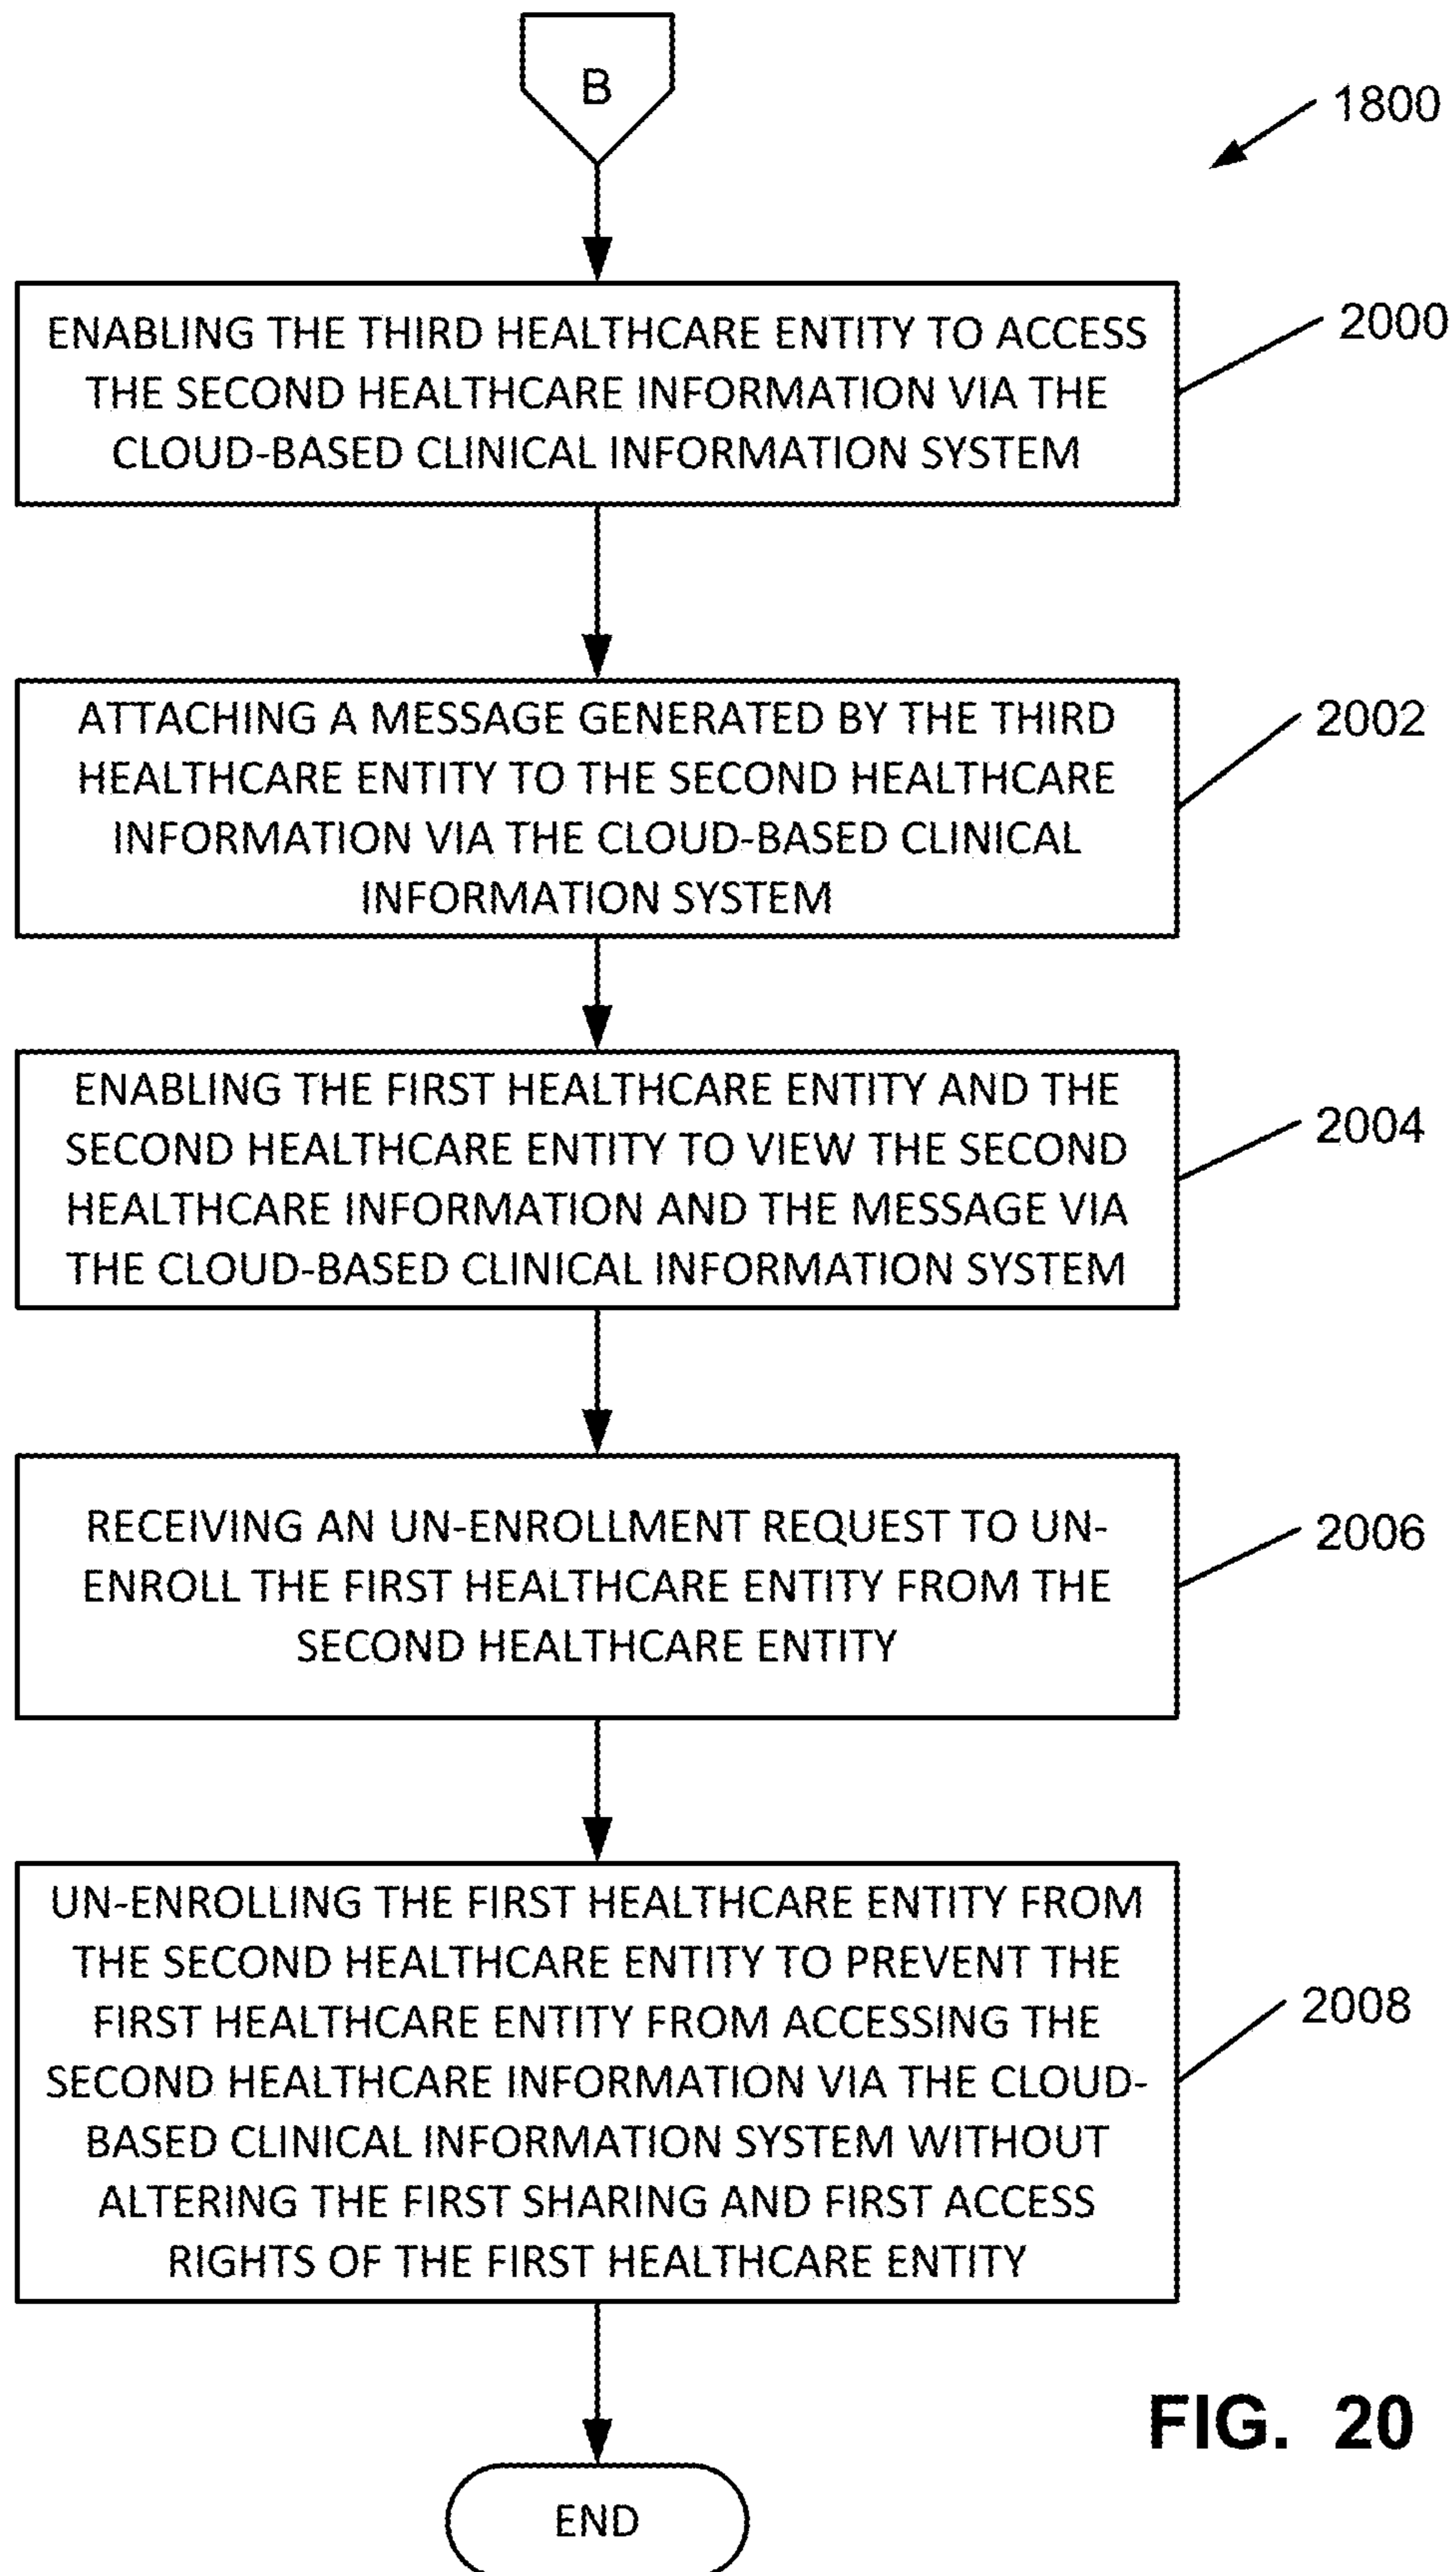 B
1800
ENABLING THE THIRD HEALTHCARE ENTITY TO ACCESS
THE SECOND HEALTHCARE INFORMATION VIA THE
CLOUD-BASED CLINICAL INFORMATION SYSTEM
2000
ATTACHING A MESSAGE GENERATED BY THE THIRD
HEALTHCARE ENTITY TO THE SECOND HEALTHCARE
INFORMATION VIA THE CLOUD-BASED CLINICAL
INFORMATION SYSTEM
2002
ENABLING THE FIRST HEALTHCARE ENTITY AND THE
SECOND HEALTHCARE ENTITY TO VIEW THE SECOND
HEALTHCARE INFORMATION AND THE MESSAGE VIA
THE CLOUD-BASED CLINICAL INFORMATION SYSTEM
2004
RECEIVING AN UN-ENROLLMENT REQUEST TO UN-
ENROLL THE FIRST HEALTHCARE ENTITY FROM THE
SECOND HEALTHCARE ENTITY
2006
UN-ENROLLING THE FIRST HEALTHCARE ENTITY FROM
THE SECOND HEALTHCARE ENTITY TO PREVENT THE
FIRST HEALTHCARE ENTITY FROM ACCESSING THE
SECOND HEALTHCARE INFORMATION VIA THE CLOUD-
BASED CLINICAL INFORMATION SYSTEM WITHOUT
ALTERING THE FIRST SHARING AND FIRST ACCESS
RIGHTS OF THE FIRST HEALTHCARE ENTITY
2008
FIG. 20
END